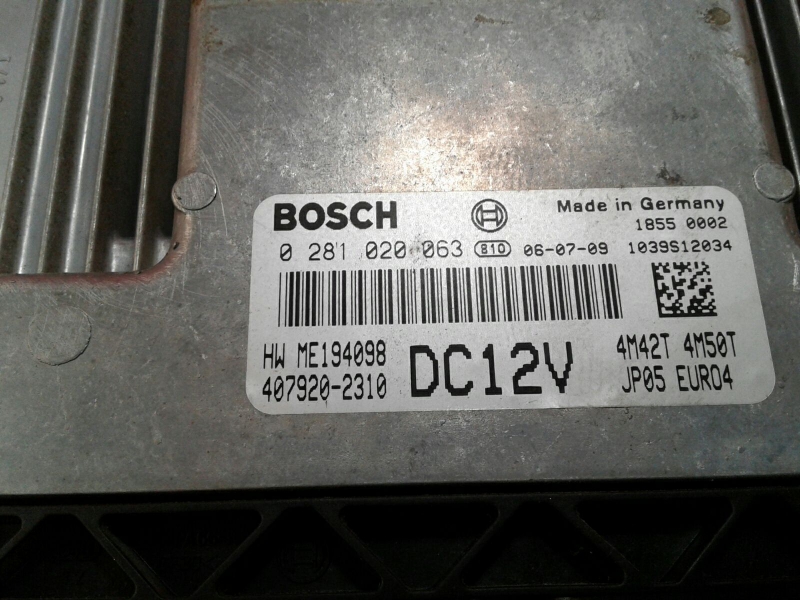 BOSCH Made in Germany
1855 0002
0 281 020 063 810 06-07-09 1039S12034
HW ME194098 DC12V 4M42T 4M50T
407920-2310 JP05 EURO4